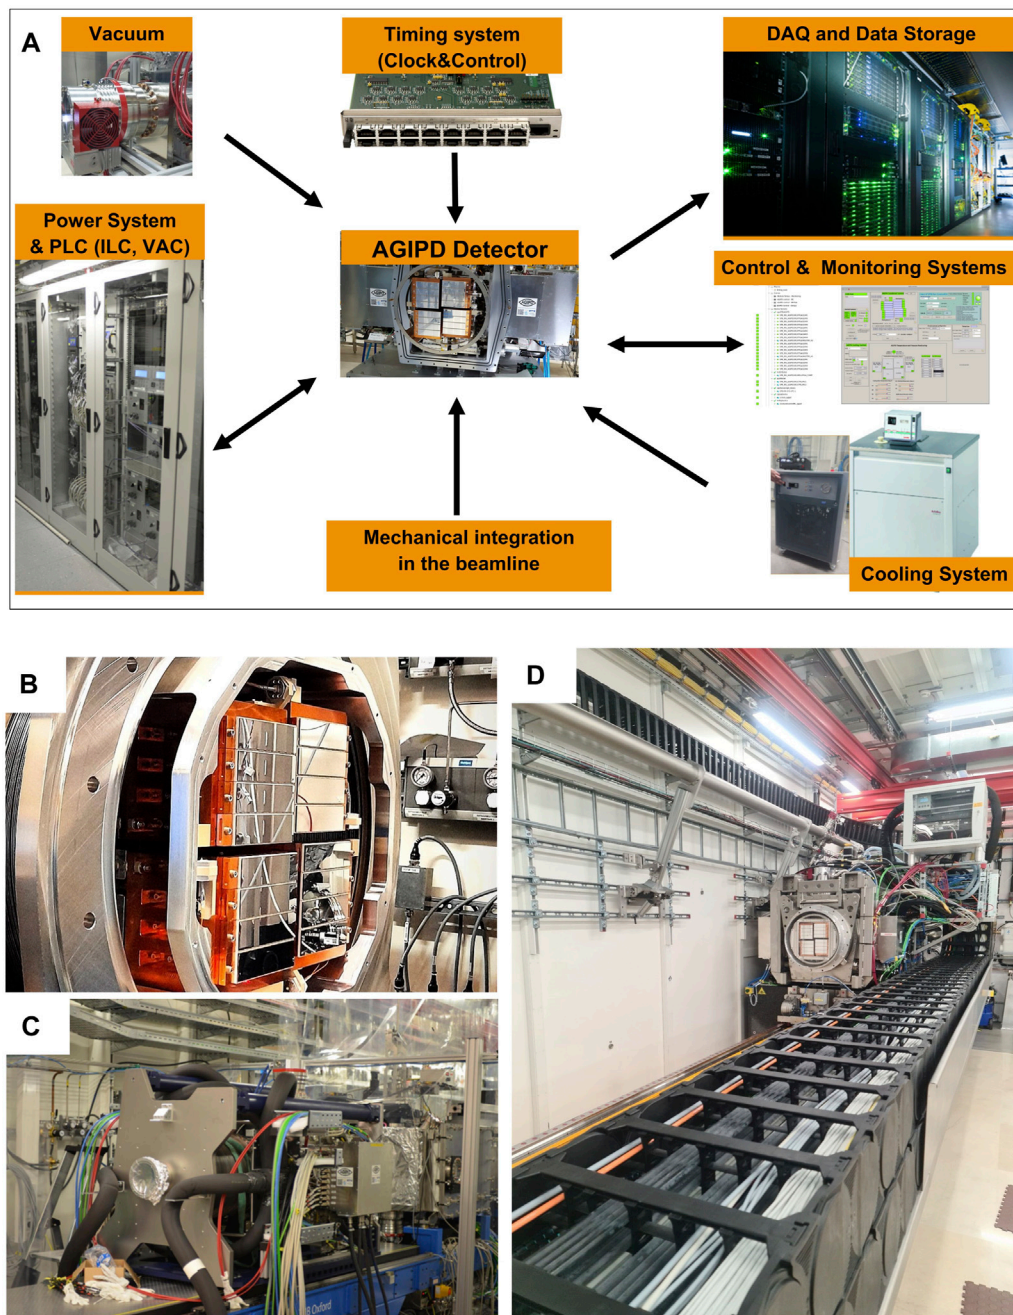 A
Vacuum
Timing system
(Clock&Control)
DAQ and Data Storage
Power System
& PLC (ILC, VAC)
AGIPD Detector
Control & Monitoring Systems
Mechanical integration
in the beamline
Cooling System
B
D
C
Oxford